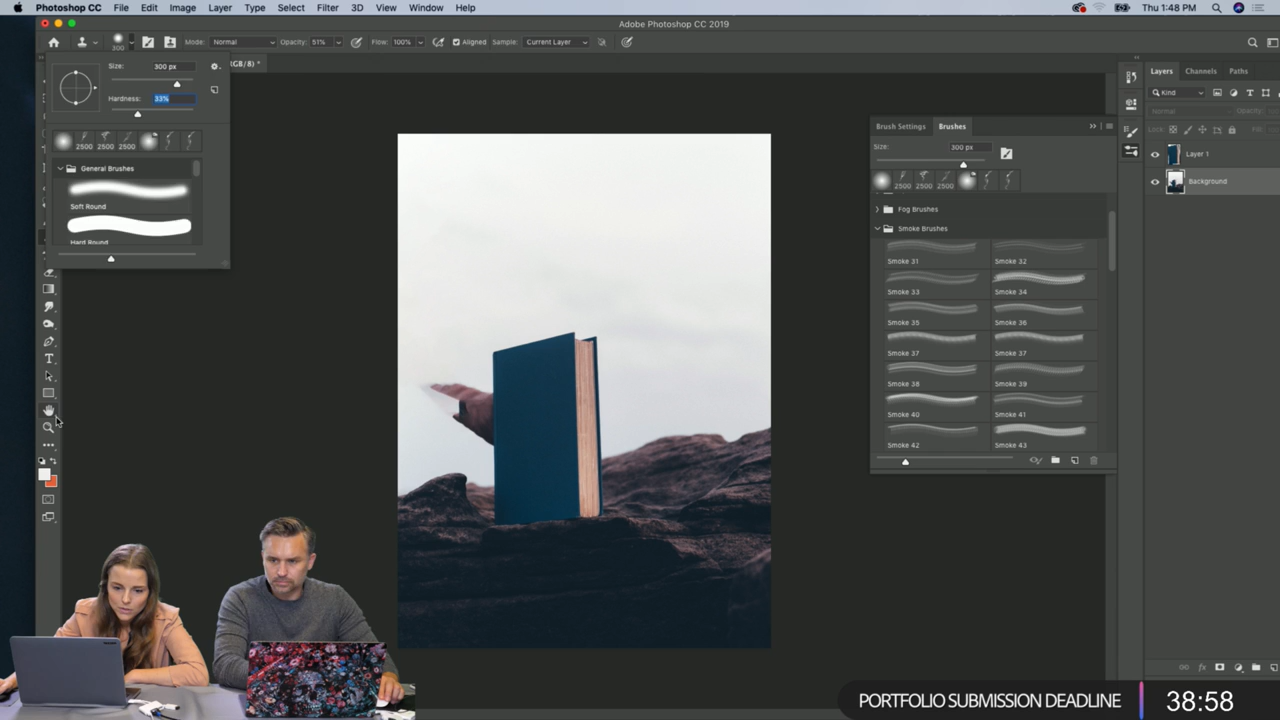 Photoshop CC File Edit Image Layer Type Select Filter 3D View Window Help Thu 1:48 PM
Adobe Photoshop CC 2019
300 Mode: Normal Opacity: 51% Flow: 100% Aligned Sample: Current Layer
Size: 300 px
Hardness: 33%
2500 2500 2500
General Brushes
Soft Round
Hard Round
RGB/8) *
Brush Settings Brushes
Size: 300 px
2500 2500 2500
Fog Brushes
Smoke Brushes
Smoke 31 Smoke 32
Smoke 33 Smoke 34
Smoke 35 Smoke 36
Smoke 37 Smoke 37
Smoke 38 Smoke 39
Smoke 40 Smoke 41
Smoke 42 Smoke 43
Layers Channels Paths
Kind
Normal Opacity:
Lock: Fill:
Layer 1
Background
PORTFOLIO SUBMISSION DEADLINE 38:58